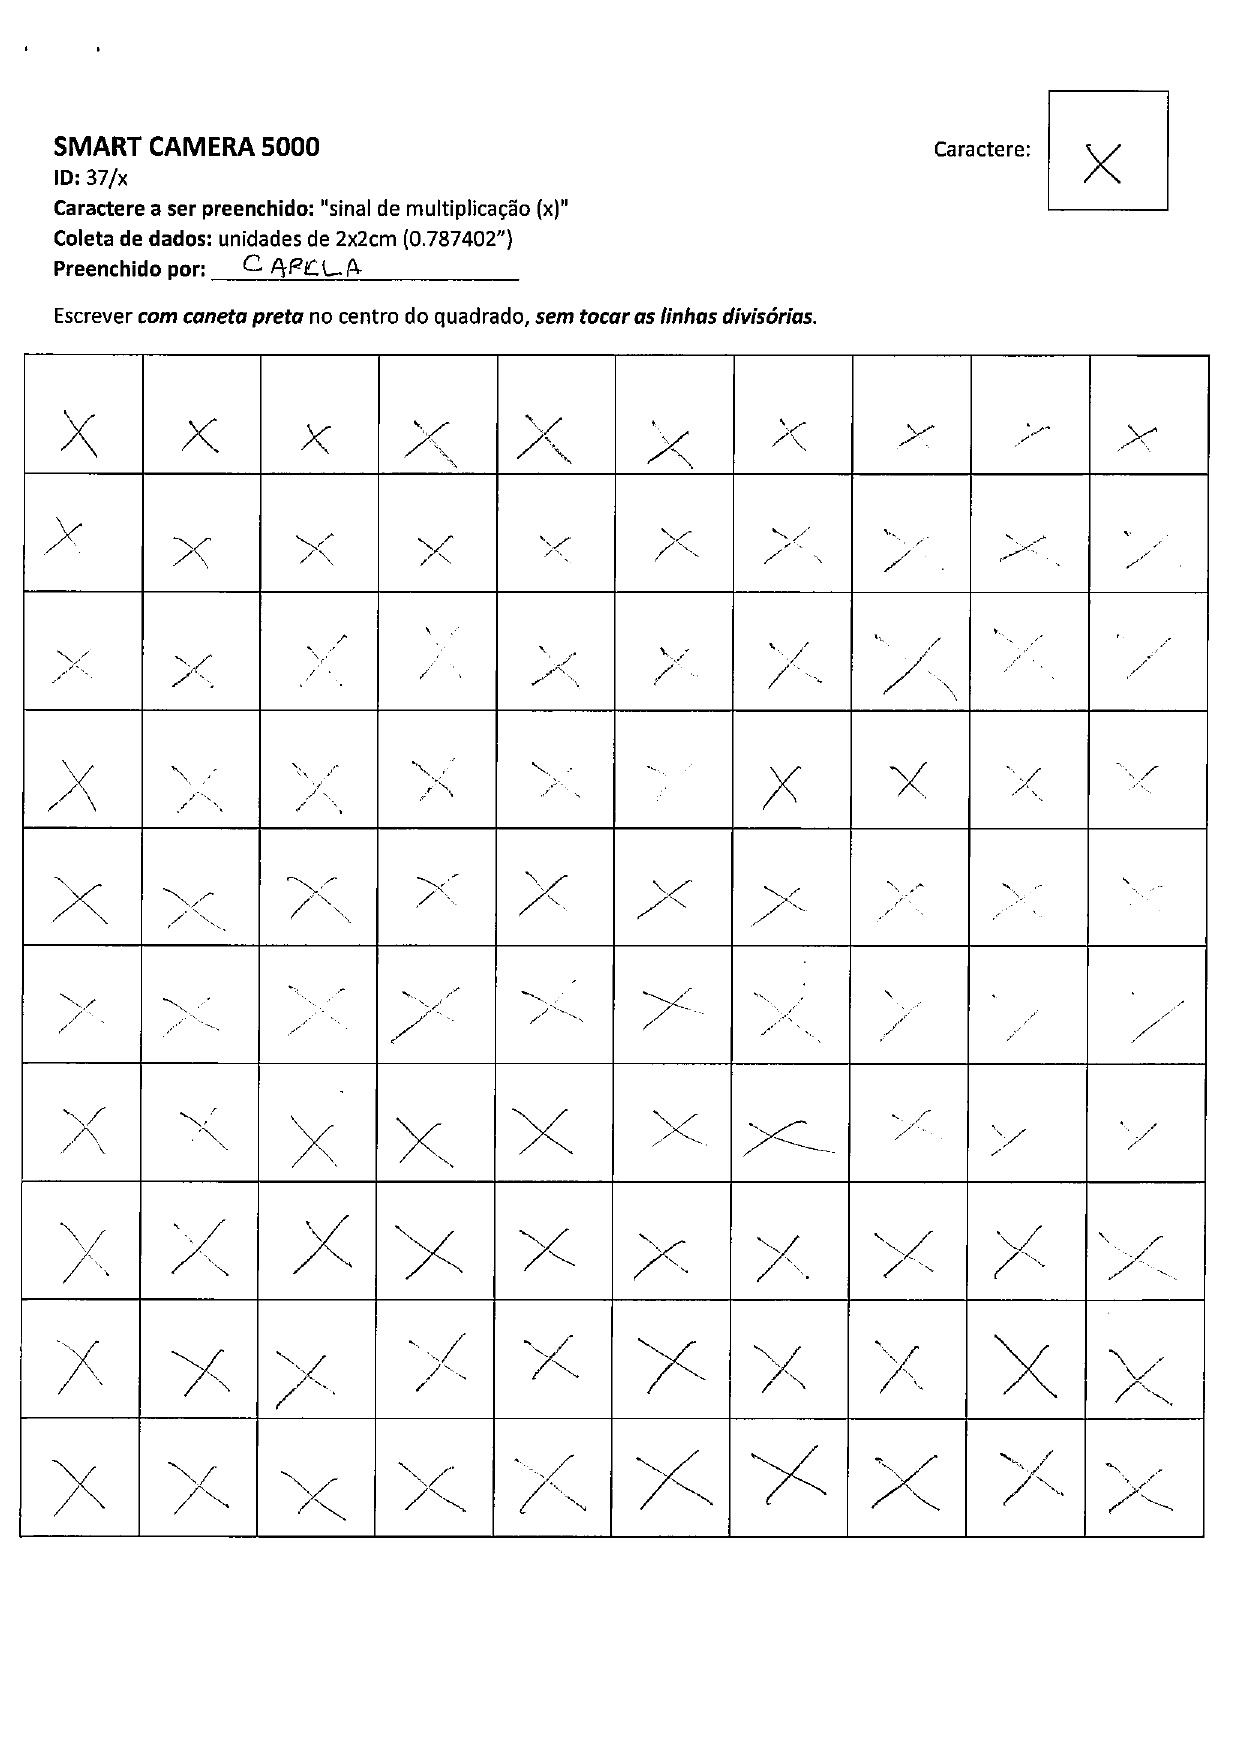 SMART CAMERA 5000
Caractere: X
ID: 37/x
Caractere a ser preenchido: "sinal de multiplicação (x)"
Coleta de dados: unidades de 2x2cm (0.787402")
Preenchido por: CAPELA
Escrever com caneta preta no centro do quadrado, sem tocar as linhas divisórias.
X X X X X X X X X X
X X X X X X X X X X
X X X X X X X X X X
X X X X X X X X X X
X X X X X X X X X X
X X X X X X X X X X
X X X X X X X X X X
X X X X X X X X X X
X X X X X X X X X X
X X X X X X X X X X